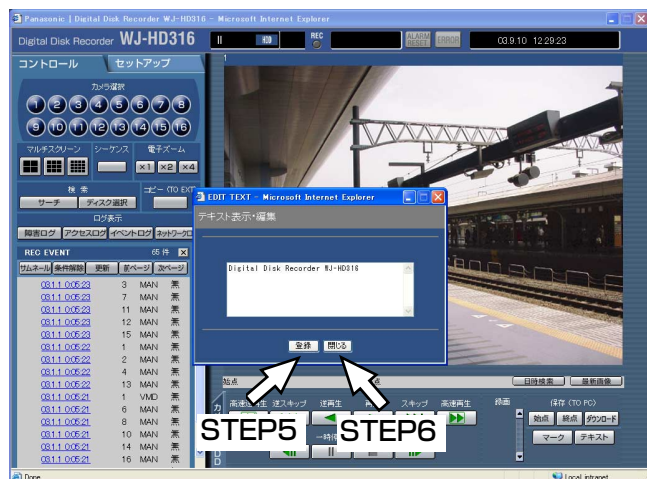 Panasonic ] Digital Disk Recorder WJ-HD316 - Microsoft Internet Explorer
Digital Disk Recorder WJ-HD316
REC
ALARM RESET
ERROR
03.9.10 12:29:23
コントロール
セットアップ
1
カメラ選択
1 2 3 4 5 6 7 8
9 10 11 12 13 14 15 16
マルチスクリーン シーケンス 電子ズーム
×1 ×2 ×4
検 索
コピー (TO EXT
サーチ ディスク選択
ログ表示
障害ログ アクセスログ イベントログ ネットワークロ
REC EVENT 65 件 X
サムネール 条件解除 更新 前ページ 次ページ
03.1.1 0:05:23 3 MAN 無
03.1.1 0:05:23 7 MAN 無
03.1.1 0:05:23 11 MAN 無
03.1.1 0:05:23 12 MAN 無
03.1.1 0:05:23 15 MAN 無
03.1.1 0:05:22 1 MAN 無
03.1.1 0:05:22 2 MAN 無
03.1.1 0:05:22 4 MAN 無
03.1.1 0:05:22 13 MAN 無
03.1.1 0:05:21 1 VMD 無
03.1.1 0:05:21 6 MAN 無
03.1.1 0:05:21 8 MAN 無
03.1.1 0:05:21 10 MAN 無
03.1.1 0:05:21 14 MAN 無
03.1.1 0:05:21 16 MAN 無
EDIT TEXT - Microsoft Internet Explorer
テキスト表示・編集
Digital Disk Recorder WJ-HD316
登録 閉じる
STEP5
STEP6
始点
日時検索 最新画像
逆スキップ 逆再生 スキップ 高速再生 録画 保存 (TO PC)
始点 終点 ダウンロード
マーク テキスト
Done
Local intranet